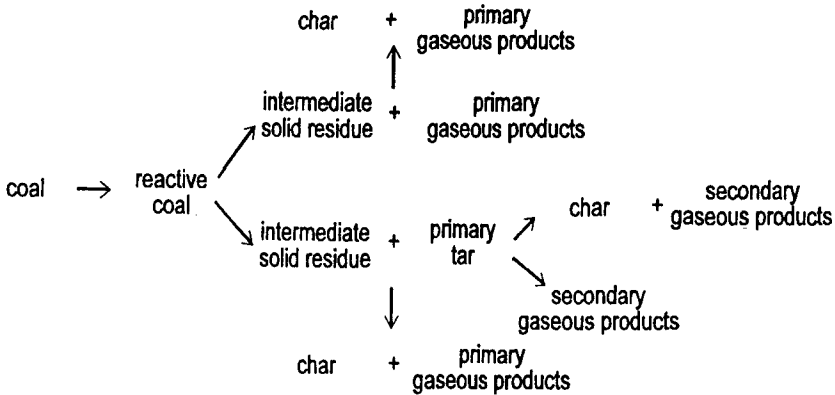 char + primary
gaseous products
intermediate
solid residue + primary
gaseous products
coal → reactive
coal
intermediate
solid residue + primary
tar
char + secondary
gaseous products
secondary
gaseous products
char + primary
gaseous products